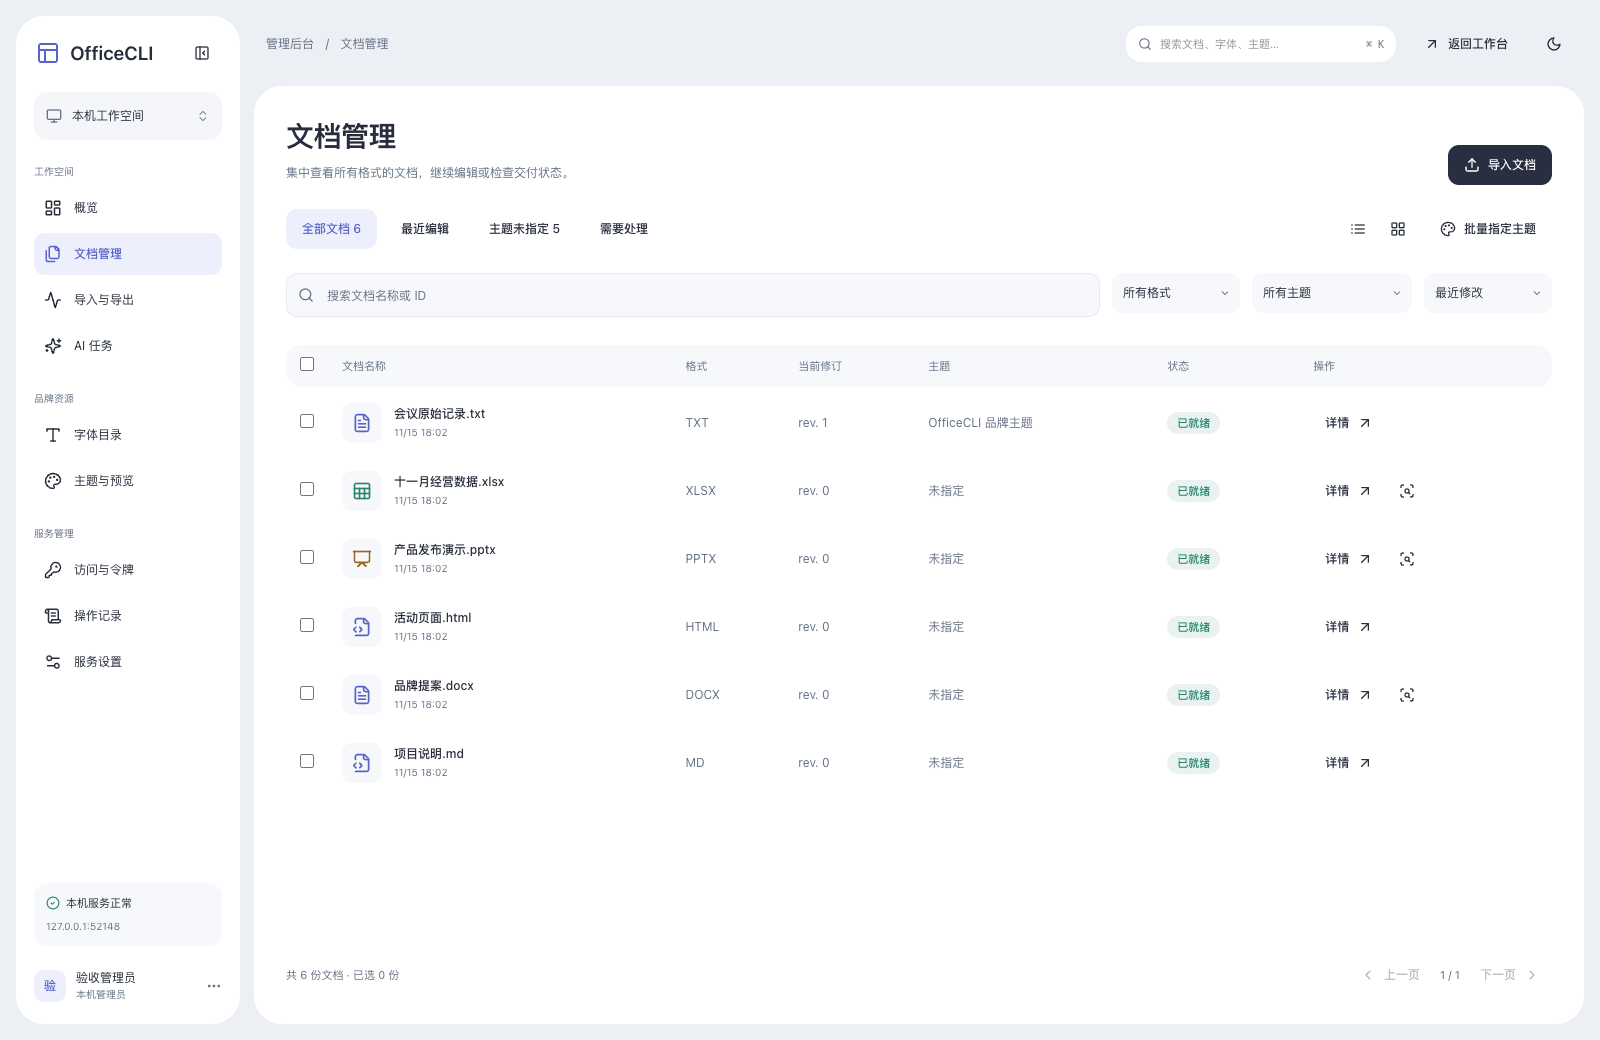 OfficeCLI
本机工作空间
工作空间
概览
文档管理
导入与导出
AI 任务
品牌资源
字体目录
主题与预览
服务管理
访问与令牌
操作记录
服务设置
本机服务正常
127.0.0.1:52148
验
验收管理员
本机管理员
管理后台 / 文档管理
搜索文档、字体、主题... ⌘ K
返回工作台
文档管理
集中查看所有格式的文档，继续编辑或检查交付状态。
导入文档
全部文档 6 最近编辑 主题未指定 5 需要处理
批量指定主题
搜索文档名称或 ID
所有格式 所有主题 最近修改
文档名称 格式 当前修订 主题 状态 操作
会议原始记录.txt
11/15 18:02
TXT rev. 1 OfficeCLI 品牌主题 已就绪 详情
十一月经营数据.xlsx
11/15 18:02
XLSX rev. 0 未指定 已就绪 详情
产品发布演示.pptx
11/15 18:02
PPTX rev. 0 未指定 已就绪 详情
活动页面.html
11/15 18:02
HTML rev. 0 未指定 已就绪 详情
品牌提案.docx
11/15 18:02
DOCX rev. 0 未指定 已就绪 详情
项目说明.md
11/15 18:02
MD rev. 0 未指定 已就绪 详情
共 6 份文档 · 已选 0 份
上一页 1 / 1 下一页